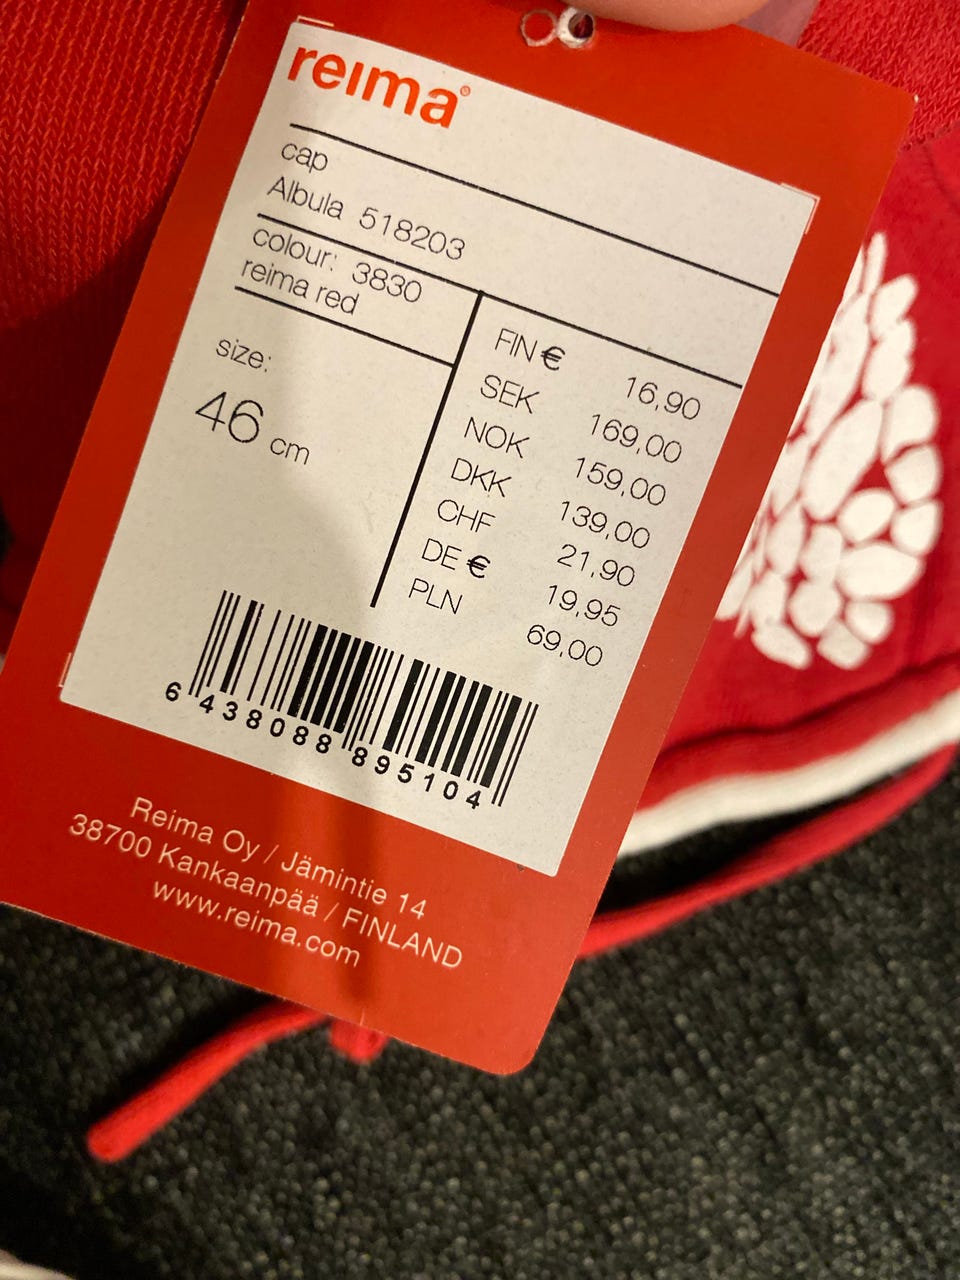 reima®
cap
Albula 518203
colour: 3830
reima red
size:
46 cm
FIN € 16,90
SEK 169,00
NOK 159,00
DKK 139,00
CHF 21,90
DE € 19,95
PLN 69,00
6 438088 895104
Reima Oy / Jämintie 14
38700 Kankaanpää / FINLAND
www.reima.com